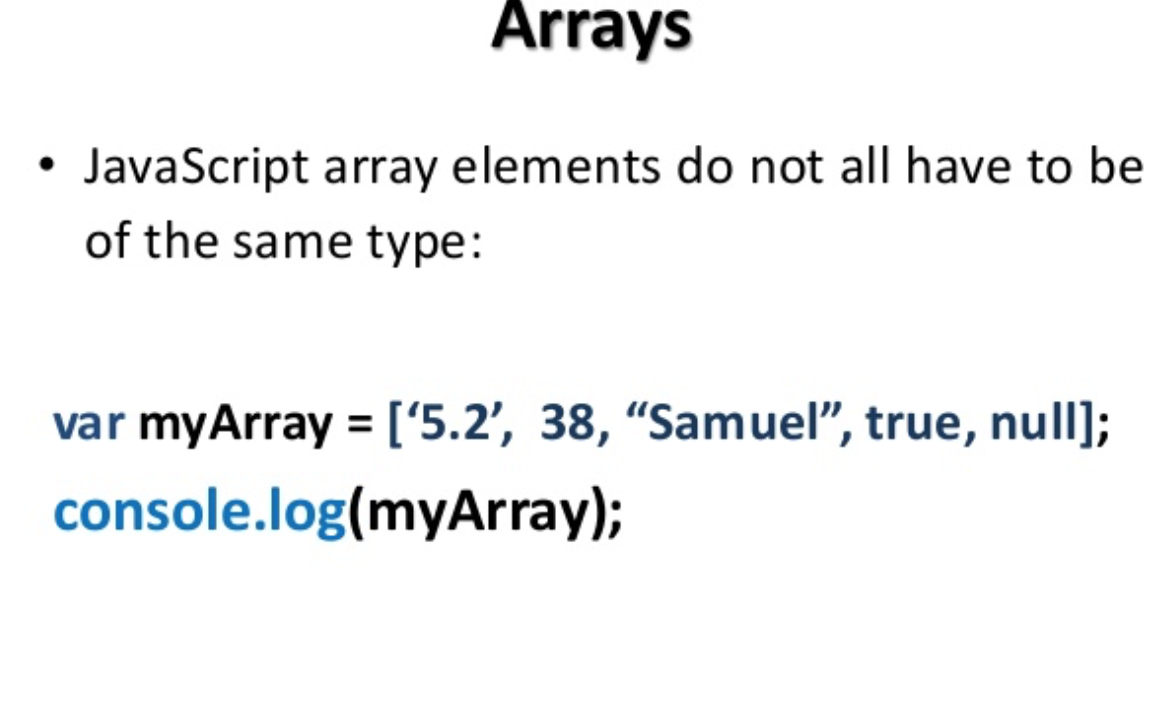 Arrays
• JavaScript array elements do not all have to be
of the same type:
var myArray = [‘5.2’, 38, “Samuel”, true, null];
console.log(myArray);